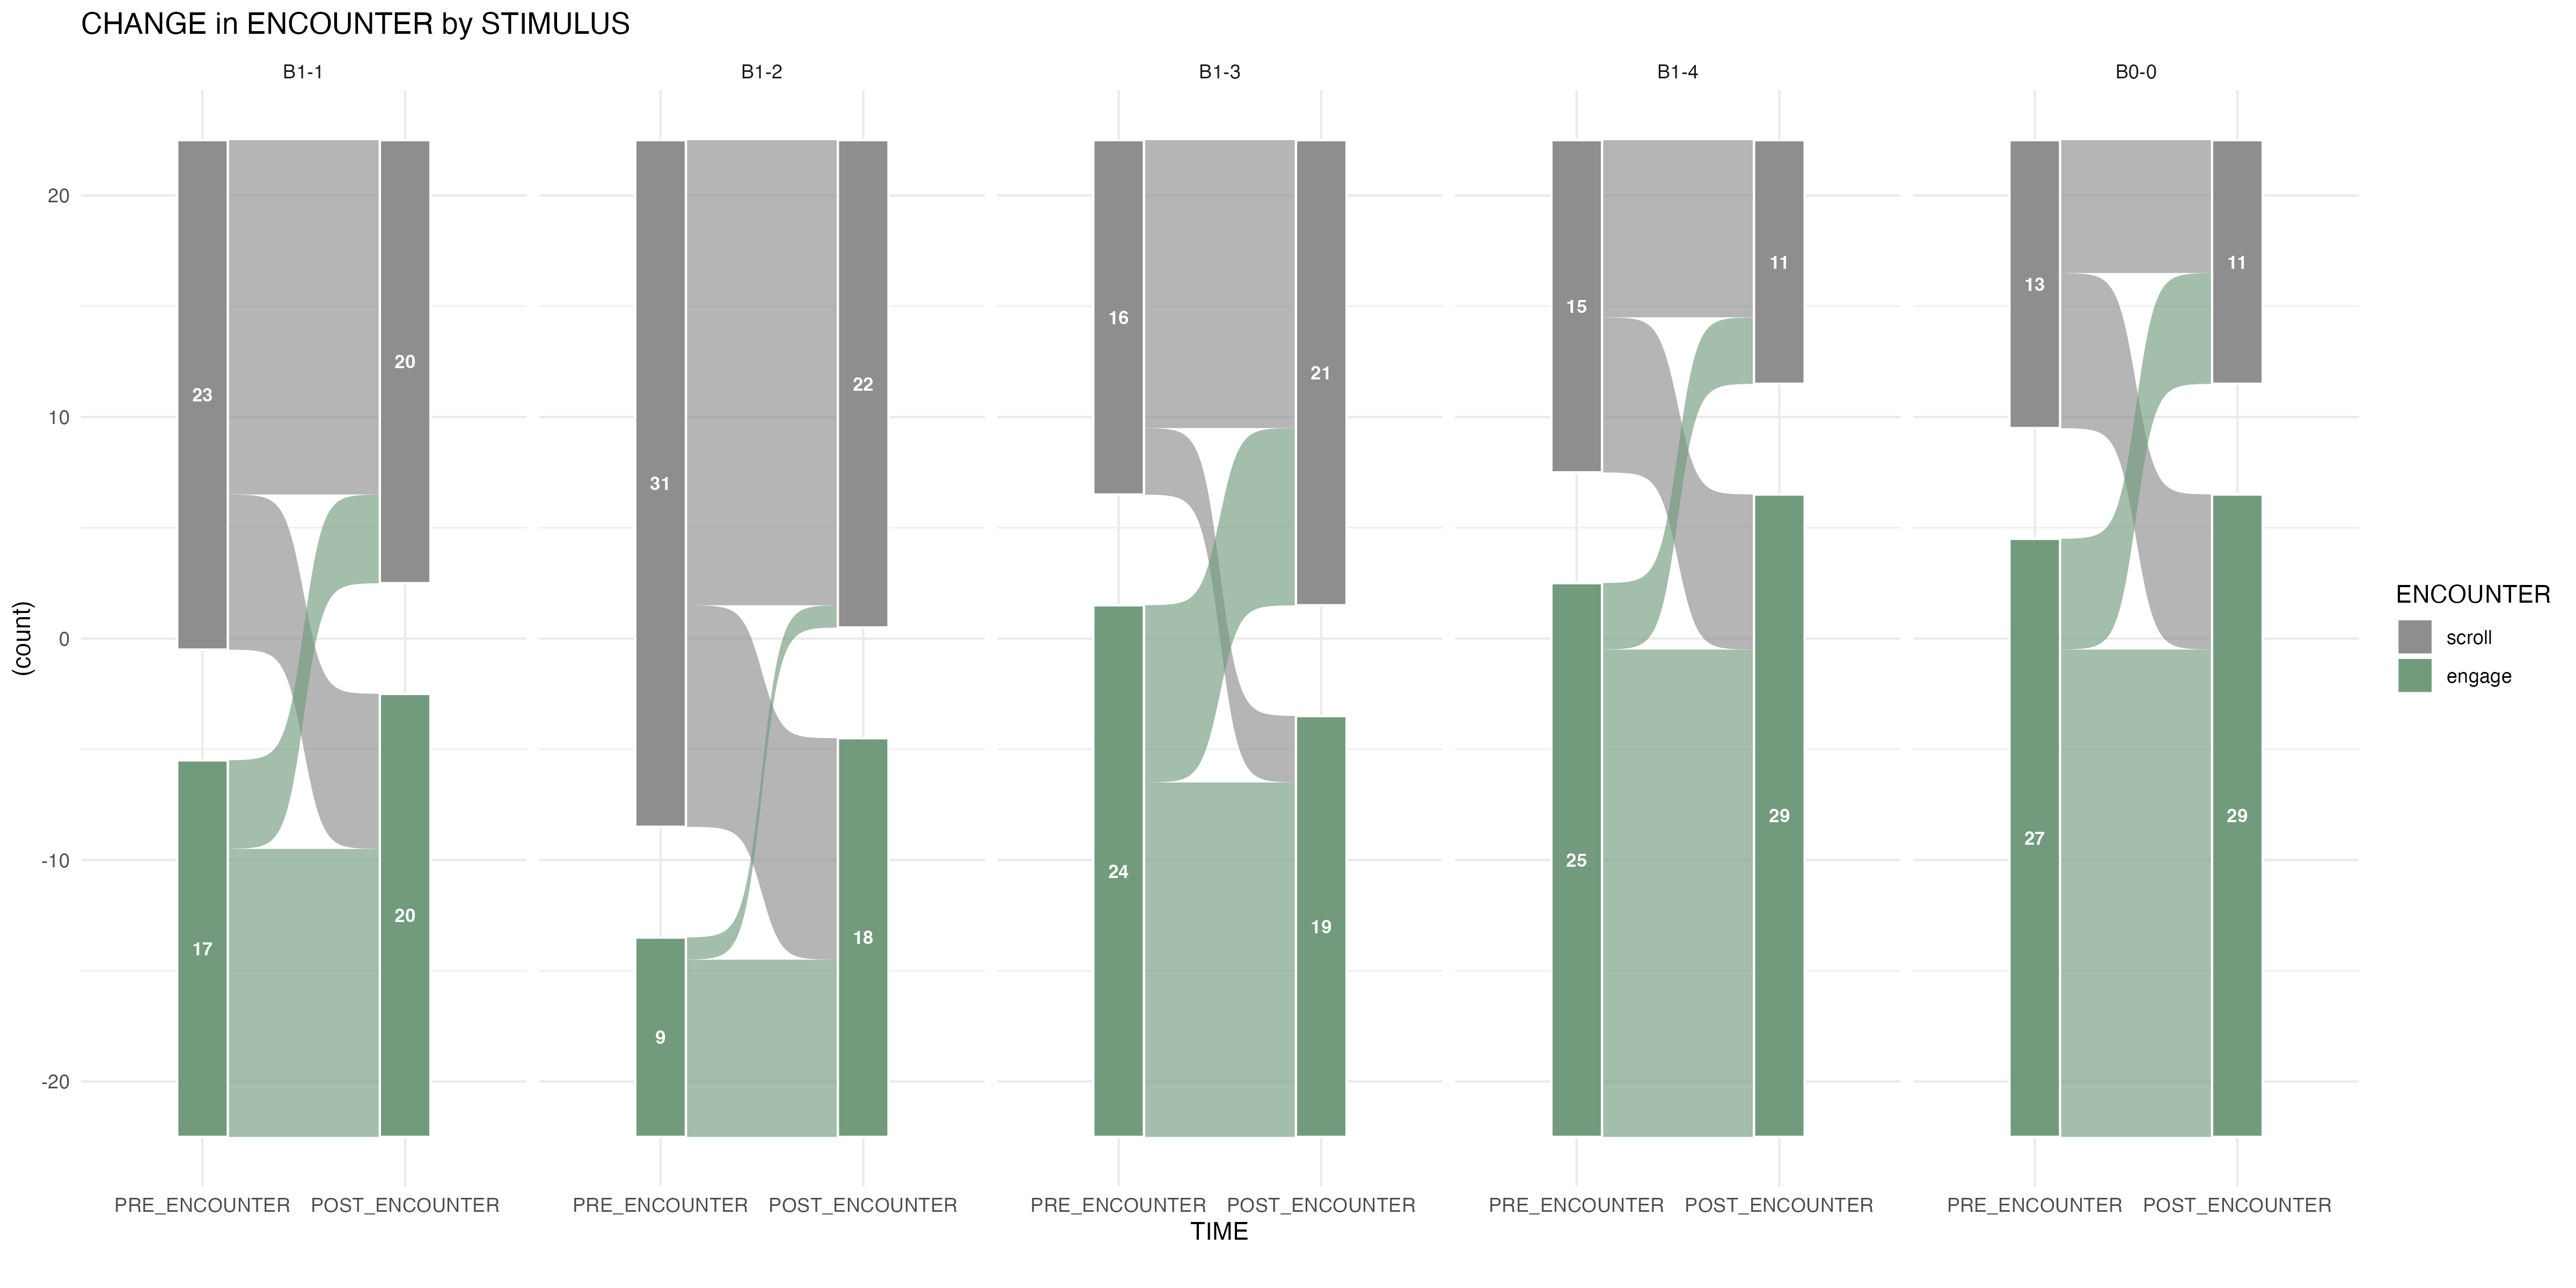 CHANGE in ENCOUNTER by STIMULUS
B1-1 B1-2 B1-3 B1-4 B0-0
20
10
0
-10
-20
(count)
23 20
17 20
31 22
9 18
16 21
24 19
15 11
25 29
13 11
27 29
PRE_ENCOUNTER POST_ENCOUNTER PRE_ENCOUNTER POST_ENCOUNTER PRE_ENCOUNTER POST_ENCOUNTER PRE_ENCOUNTER POST_ENCOUNTER PRE_ENCOUNTER POST_ENCOUNTER
TIME
ENCOUNTER
scroll
engage